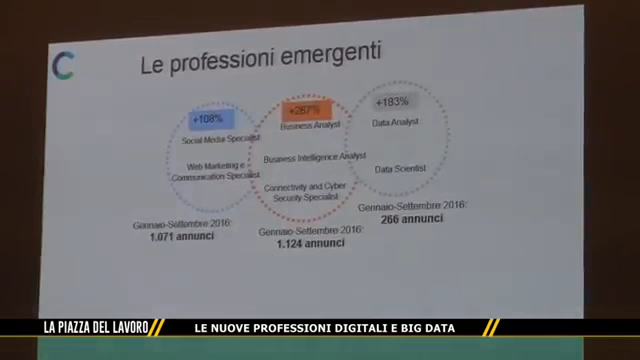 Le professioni emergenti
+108%
Social Media Specialist
Web Marketing e
Communication Specialist
Gennaio-Settembre 2016:
1.071 annunci
+267%
Business Analyst
Business Intelligence Analyst
Connectivity and Cyber
Security Specialist
Gennaio-Settembre 2016:
1.124 annunci
+183%
Data Analyst
Data Scientist
Gennaio-Settembre 2016:
266 annunci
LA PIAZZA DEL LAVORO// LE NUOVE PROFESSIONI DIGITALI E BIG DATA //